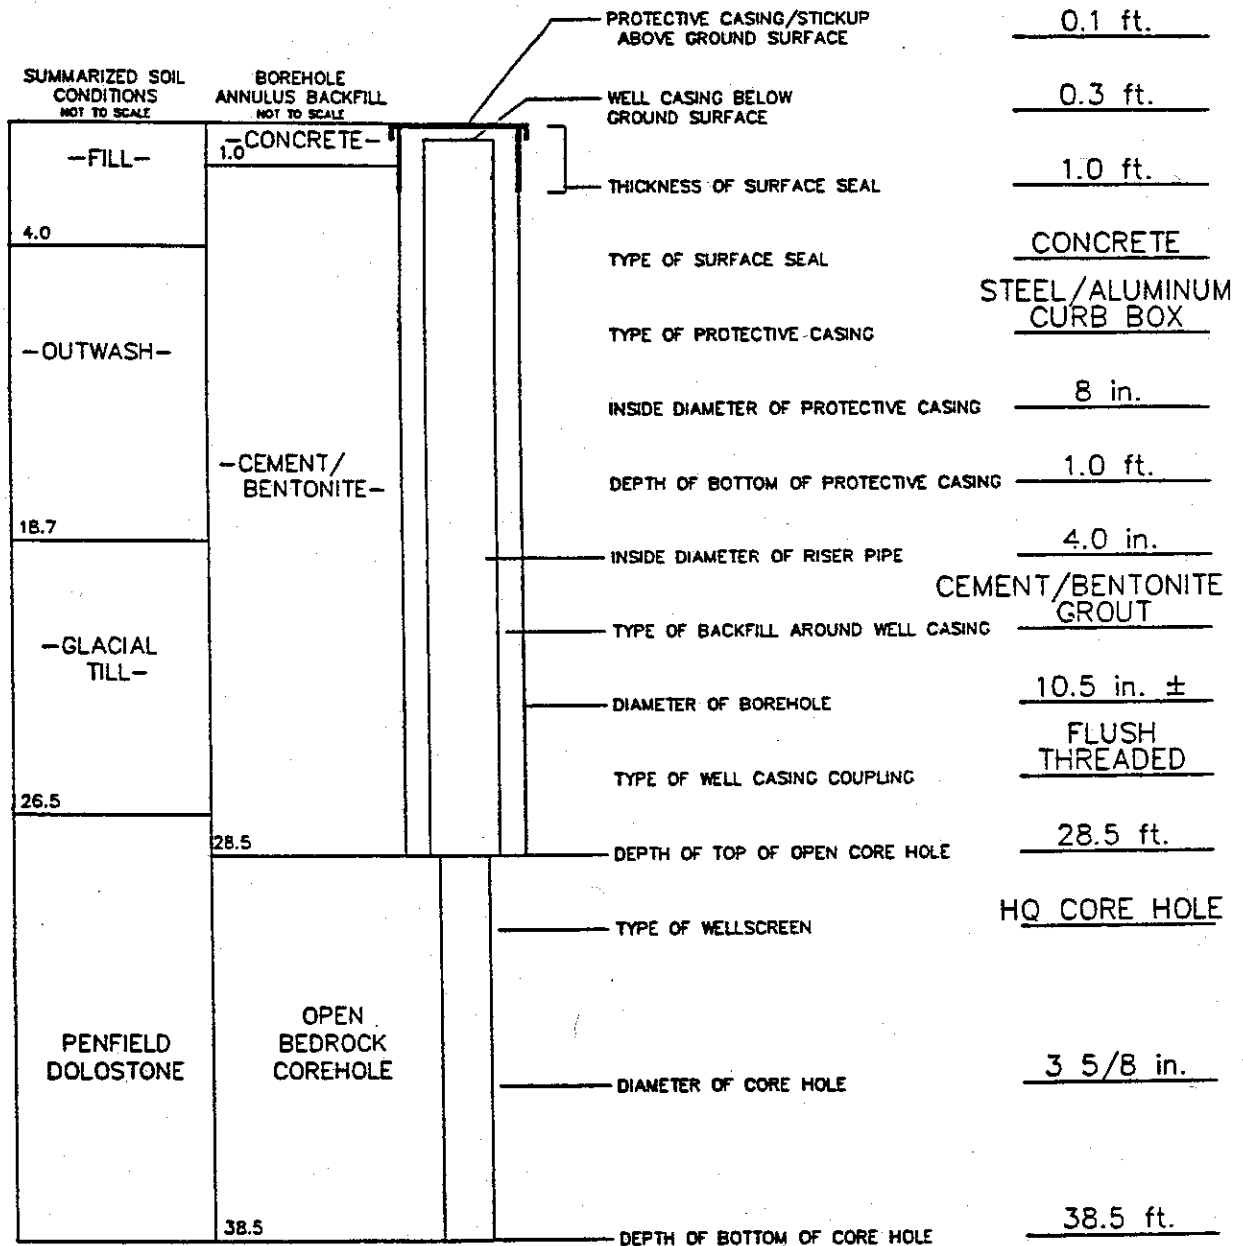 PROTECTIVE CASING/STICKUP
ABOVE GROUND SURFACE
0.1 ft.
SUMMARIZED SOIL
CONDITIONS
NOT TO SCALE
BOREHOLE
ANNULUS BACKFILL
NOT TO SCALE
WELL CASING BELOW
GROUND SURFACE
0.3 ft.
-FILL-
-CONCRETE-
1.0
THICKNESS OF SURFACE SEAL
1.0 ft.
4.0
TYPE OF SURFACE SEAL
CONCRETE
-OUTWASH-
TYPE OF PROTECTIVE CASING
STEEL/ALUMINUM
CURB BOX
INSIDE DIAMETER OF PROTECTIVE CASING
8 in.
-CEMENT/
BENTONITE-
DEPTH OF BOTTOM OF PROTECTIVE CASING
1.0 ft.
18.7
INSIDE DIAMETER OF RISER PIPE
4.0 in.
-GLACIAL
TILL-
TYPE OF BACKFILL AROUND WELL CASING
CEMENT/BENTONITE
GROUT
DIAMETER OF BOREHOLE
10.5 in. ±
TYPE OF WELL CASING COUPLING
FLUSH
THREADED
26.5
28.5
DEPTH OF TOP OF OPEN CORE HOLE
28.5 ft.
TYPE OF WELLSCREEN
HQ CORE HOLE
PENFIELD
DOLOSTONE
OPEN
BEDROCK
COREHOLE
DIAMETER OF CORE HOLE
3 5/8 in.
38.5
DEPTH OF BOTTOM OF CORE HOLE
38.5 ft.